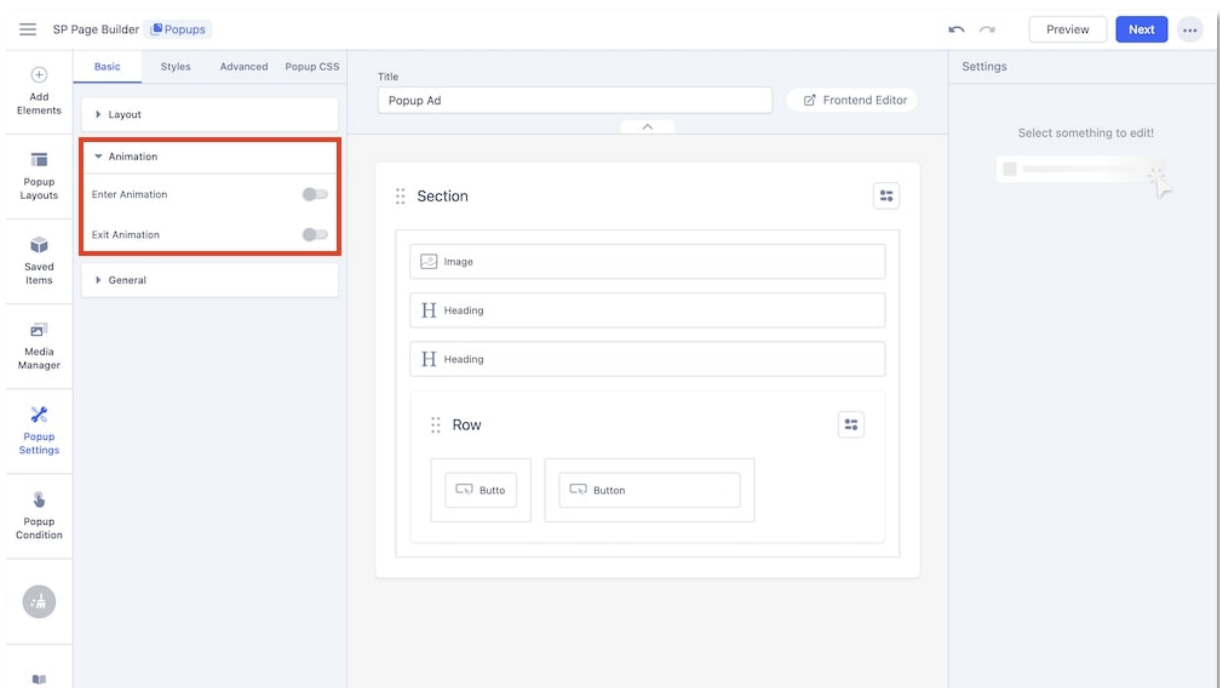 SP Page Builder Popups
Preview
Next
Add
Elements
Popup
Layouts
Saved
Items
Media
Manager
Popup
Settings
Popup
Condition
Basic Styles Advanced Popup CSS
Layout
Animation
Enter Animation
Exit Animation
General
Title
Popup Ad
Frontend Editor
Section
Image
H Heading
H Heading
Row
Butto
Button
Settings
Select something to edit!